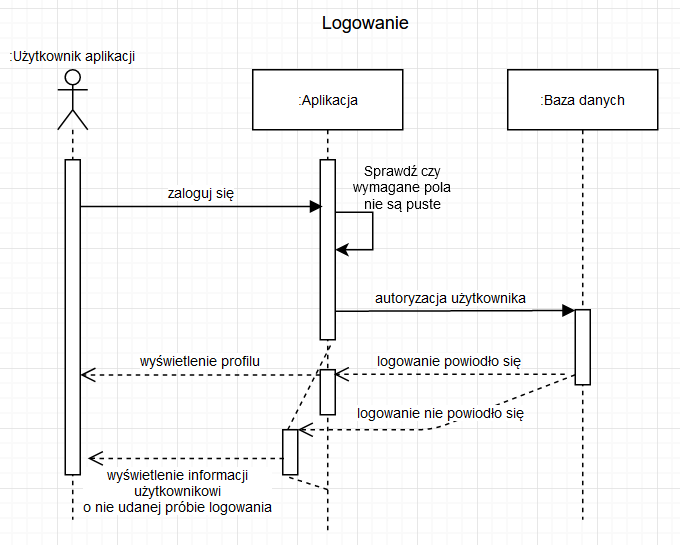 Logowanie
:Użytkownik aplikacji
:Aplikacja
:Baza danych
Sprawdź czy
wymagane pola
nie są puste
zaloguj się
autoryzacja użytkownika
wyświetlenie profilu
logowanie powiodło się
logowanie nie powiodło się
wyświetlenie informacji
użytkownikowi
o nie udanej próbie logowania